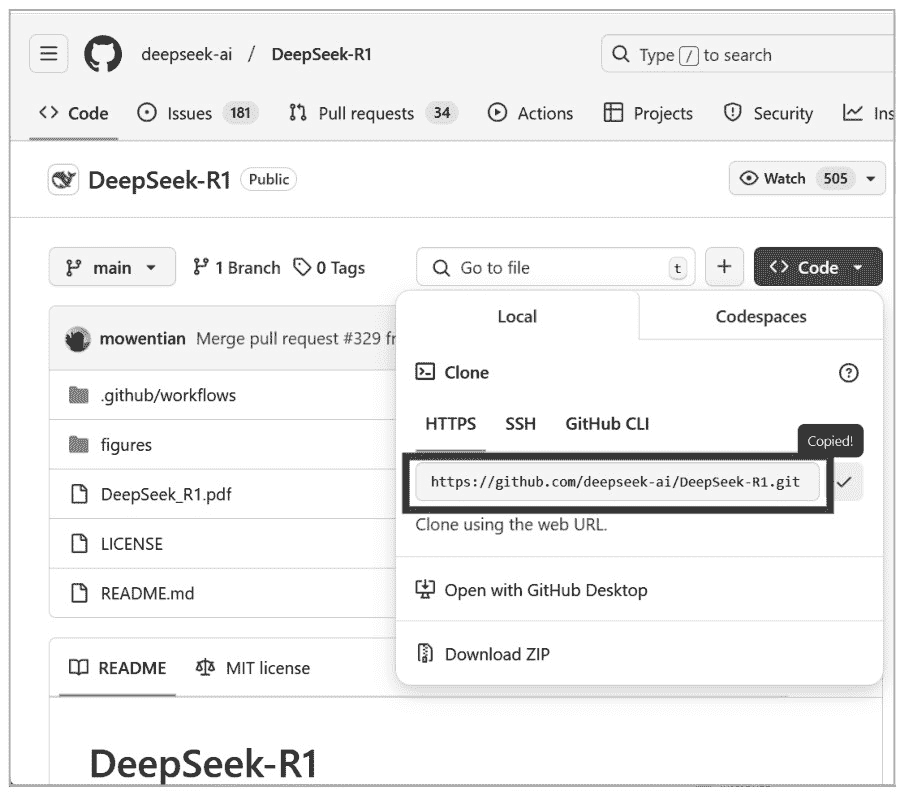 deepseek-ai / DeepSeek-R1 Type / to search
Code Issues 181 Pull requests 34 Actions Projects Security Ins
DeepSeek-R1 Public Watch 505
main 1 Branch 0 Tags Go to file t + Code
Local Codespaces
mowentian Merge pull request #329 fr
Clone
.github/workflows
HTTPS SSH GitHub CLI
figures
Copied!
https://github.com/deepseek-ai/DeepSeek-R1.git
DeepSeek_R1.pdf
Clone using the web URL.
LICENSE
README.md
Open with GitHub Desktop
Download ZIP
README MIT license
DeepSeek-R1